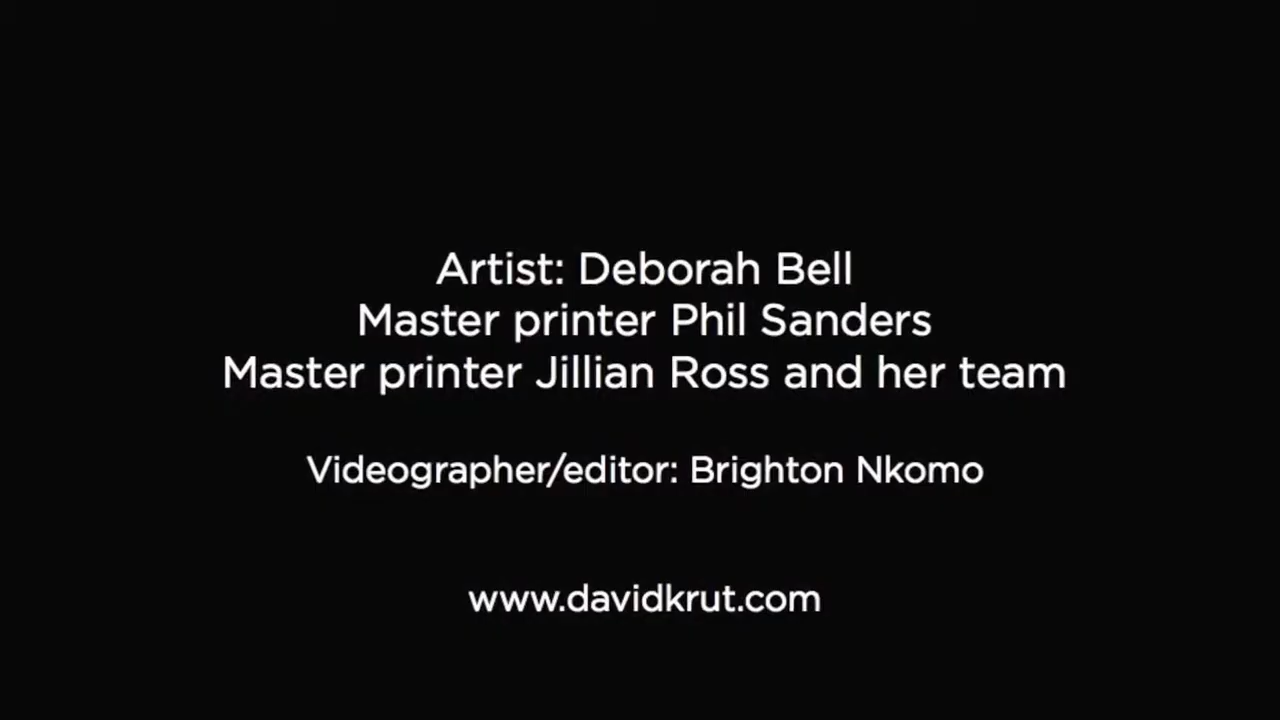 Artist: Deborah Bell
Master printer Phil Sanders
Master printer Jillian Ross and her team
Videographer/editor: Brighton Nkomo
www.davidkrut.com